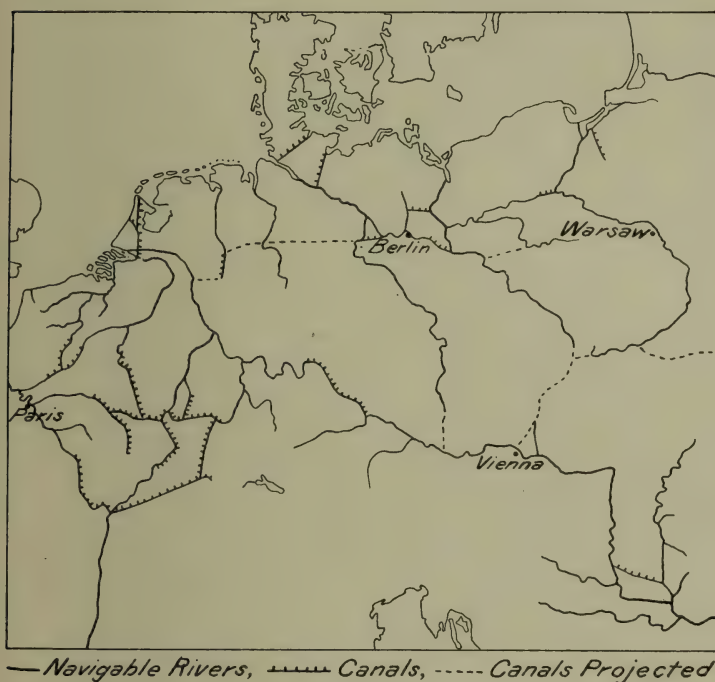 Berlin
Warsaw
Paris
Vienna
Navigable Rivers, Canals, Canals Projected